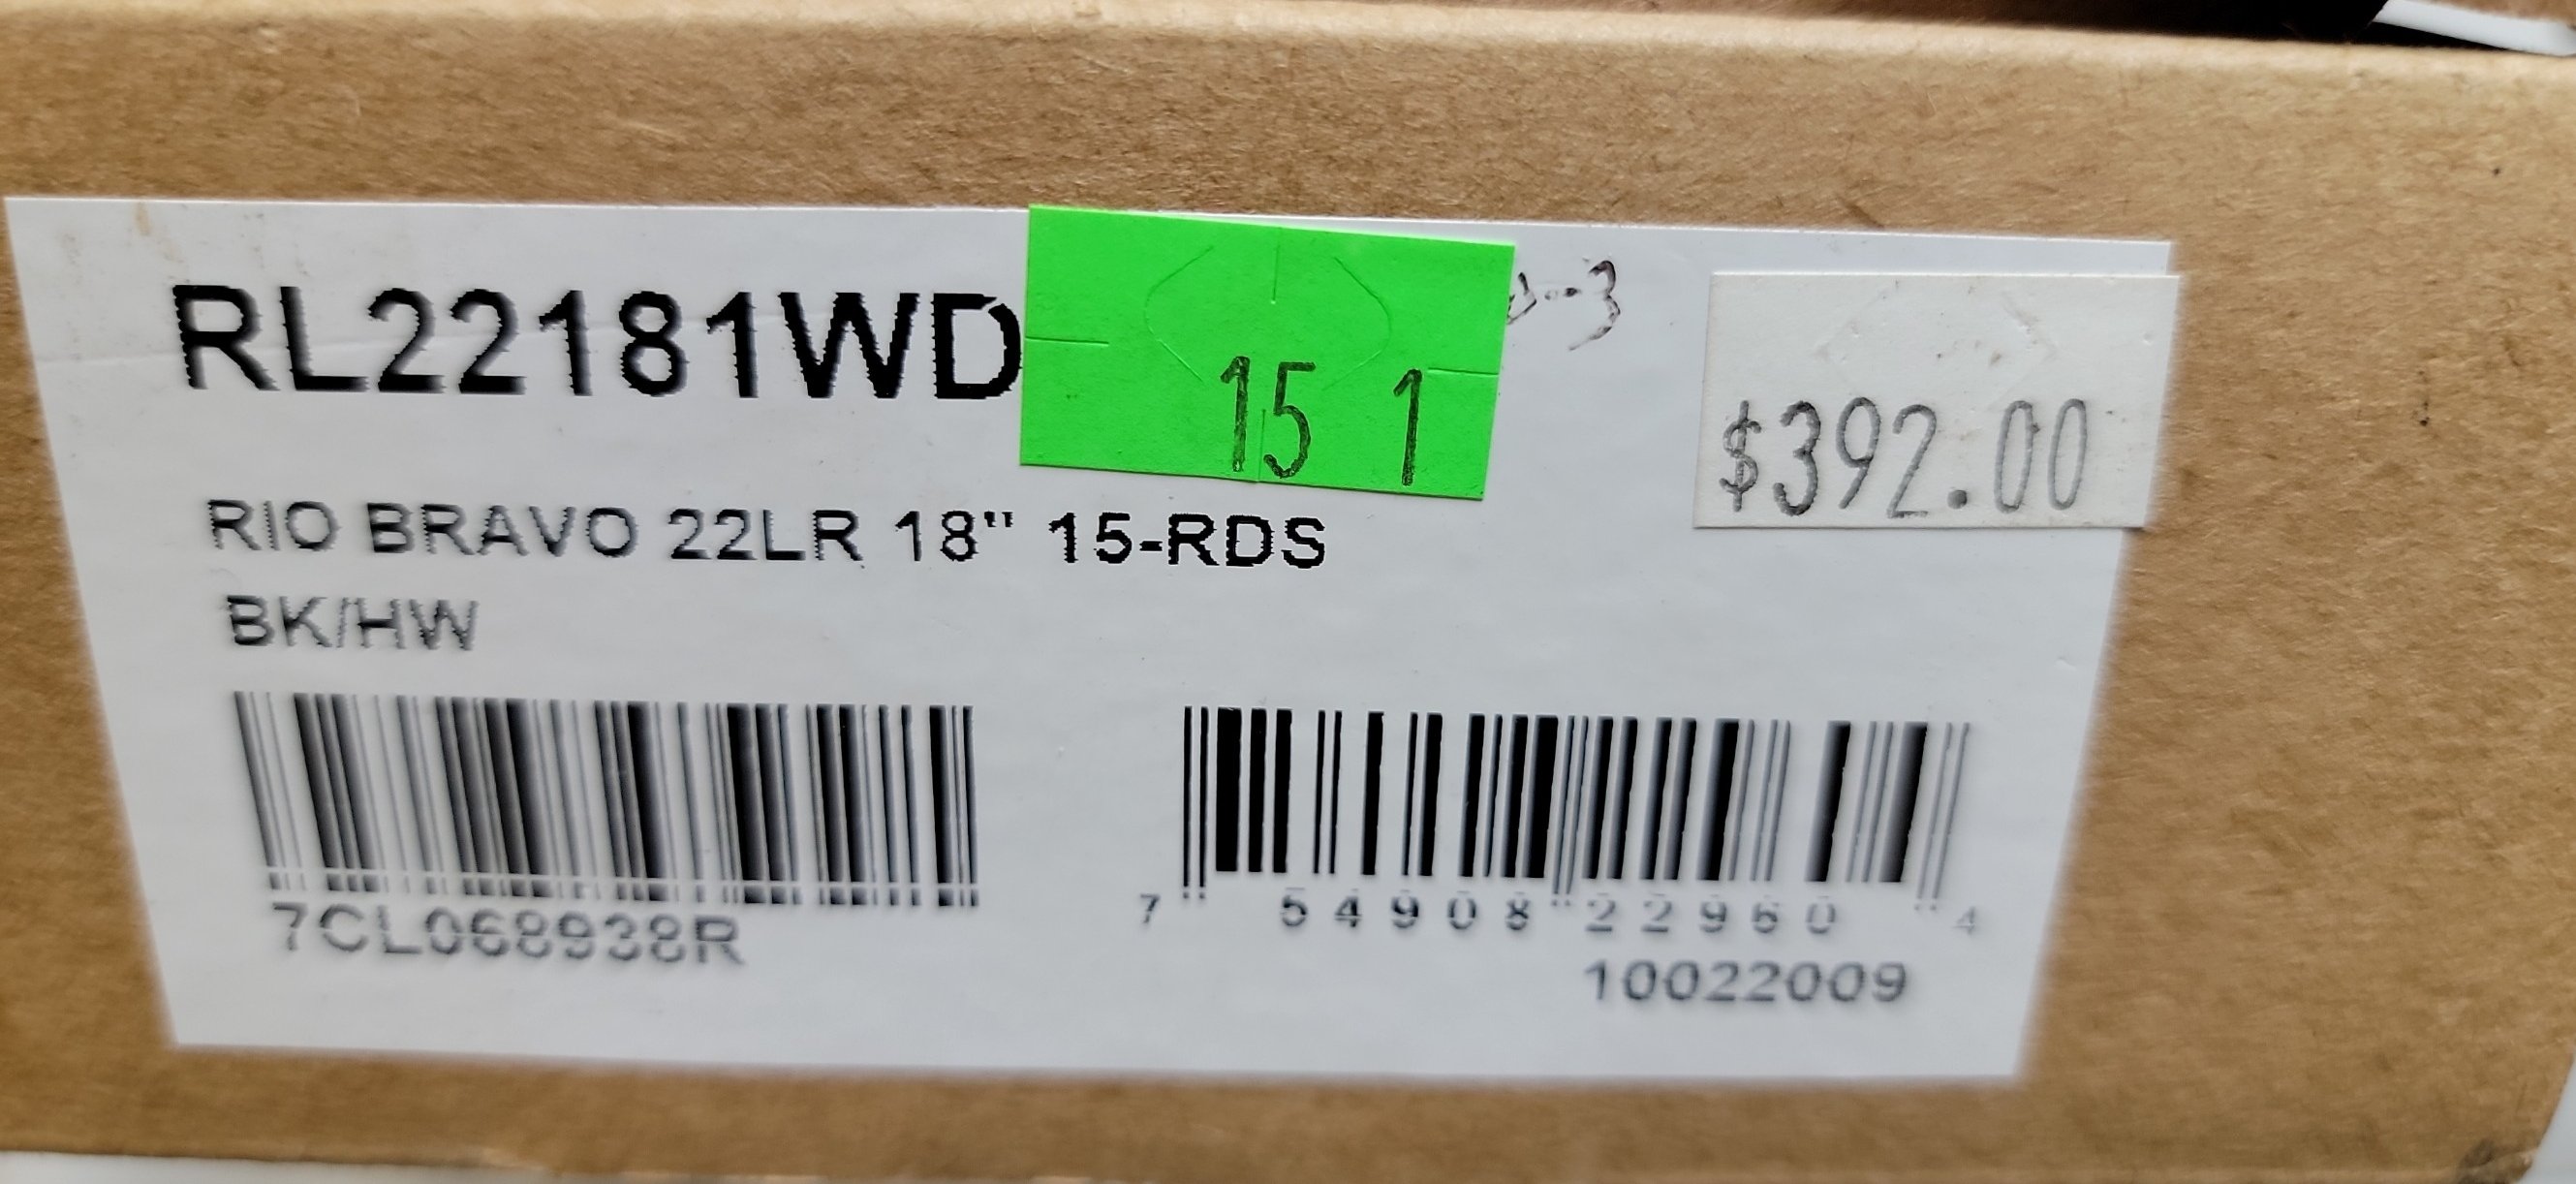 RL22181WD
15 1
-3
$392.00
RIO BRAVO 22LR 18" 15-RDS
BK/HW
7CL068938R
7 54908 22960 4
10022009